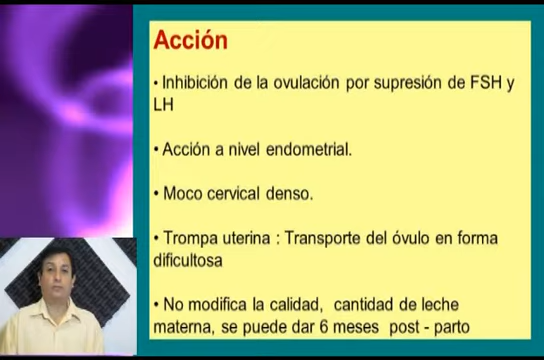 Acción
• Inhibición de la ovulación por supresión de FSH y
LH
• Acción a nivel endometrial.
• Moco cervical denso.
• Trompa uterina : Transporte del óvulo en forma
dificultosa
• No modifica la calidad, cantidad de leche
materna, se puede dar 6 meses post - parto